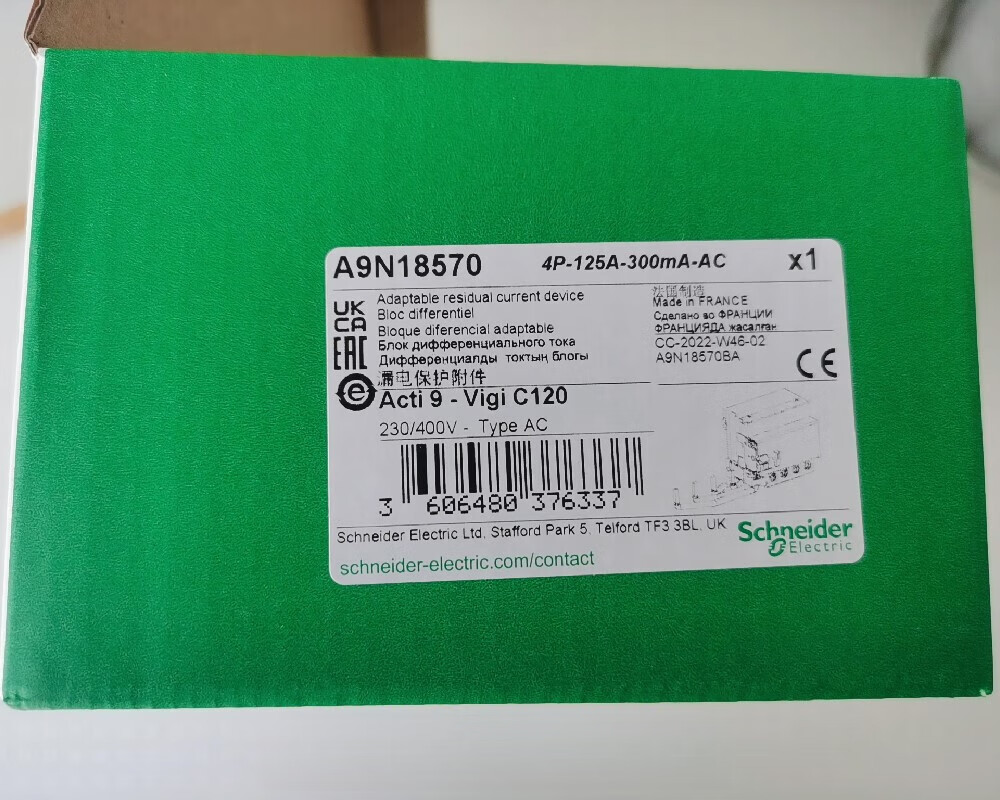 A9N18570 4P-125A-300mA-AC x1
UK
CA
EAC
Adaptable residual current device
Bloc differentiel
Bloque diferencial adaptable
Блок дифференциального тока
Дифференциалды токтың блогы
漏电保护附件
法国制造
Made in FRANCE
Сделано во ФРАНЦИИ
ФРАНЦИЯДА жасалған
CC-2022-W46-02
A9N18570BA
CE
e
Acti 9 - Vigi C120
230/400V - Type AC
3 606480 376337
Schneider Electric Ltd. Stafford Park 5. Telford TF3 3BL. UK
schneider-electric.com/contact
Schneider
Electric